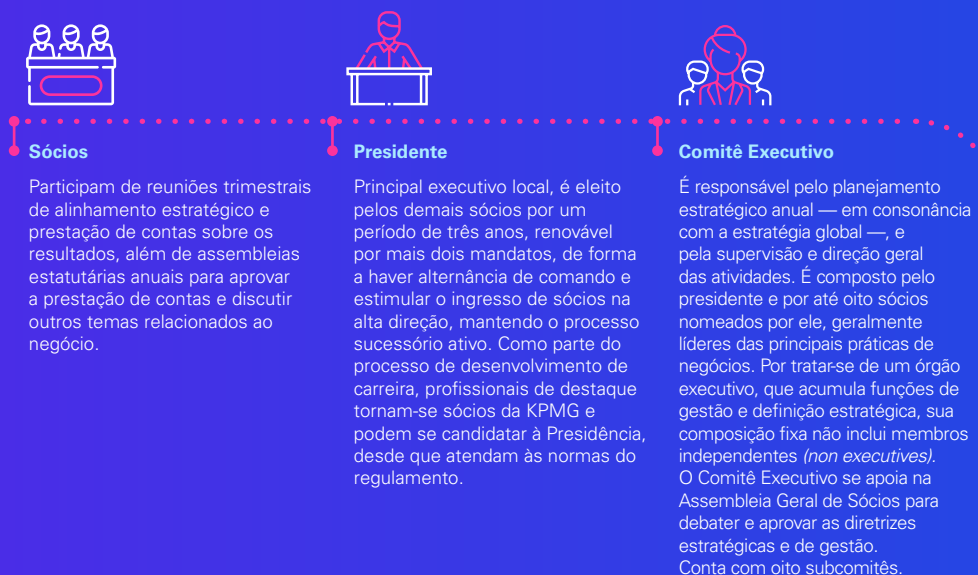 Sócios
Participam de reuniões trimestrais
de alinhamento estratégico e
prestação de contas sobre os
resultados, além de assembleias
estatutárias anuais para aprovar
a prestação de contas e discutir
outros temas relacionados ao
negócio.
Presidente
Principal executivo local, é eleito
pelos demais sócios por um
período de três anos, renovável
por mais dois mandatos, de forma
a haver alternância de comando e
estimular o ingresso de sócios na
alta direção, mantendo o processo
sucessório ativo. Como parte do
processo de desenvolvimento de
carreira, profissionais de destaque
tornam-se sócios da KPMG e
podem se candidatar à Presidência,
desde que atendam às normas do
regulamento.
Comitê Executivo
É responsável pelo planejamento
estratégico anual — em consonância
com a estratégia global —, e
pela supervisão e direção geral
das atividades. É composto pelo
presidente e por até oito sócios
nomeados por ele, geralmente
líderes das principais práticas de
negócios. Por tratar-se de um órgão
executivo, que acumula funções de
gestão e definição estratégica, sua
composição fixa não inclui membros
independentes (non executives).
O Comitê Executivo se apoia na
Assembleia Geral de Sócios para
debater e aprovar as diretrizes
estratégicas e de gestão.
Conta com oito subcomitês.